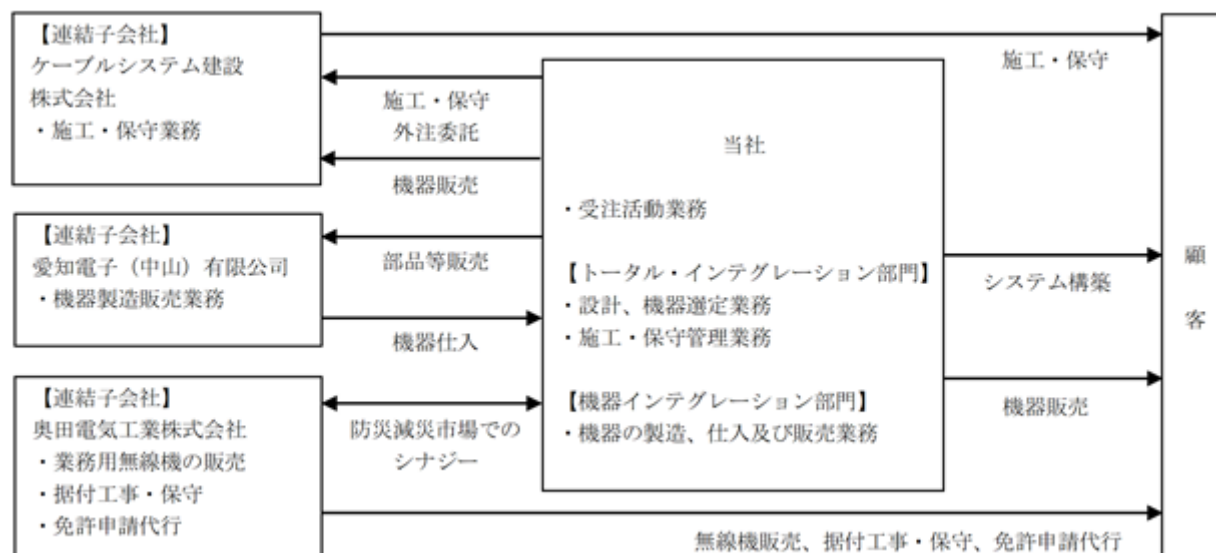 【連結子会社】
ケーブルシステム建設
株式会社
・施工・保守業務
施工・保守
外注委託
機器販売
【連結子会社】
愛知電子（中山）有限公司
・機器製造販売業務
部品等販売
機器仕入
【連結子会社】
奥田電気工業株式会社
・業務用無線機の販売
・据付工事・保守
・免許申請代行
防災減災市場での
シナジー
当社
・受注活動業務
【トータル・インテグレーション部門】
・設計、機器選定業務
・施工・保守管理業務
【機器インテグレーション部門】
・機器の製造、仕入及び販売業務
施工・保守
システム構築
機器販売
無線機販売、据付工事・保守、免許申請代行
顧
客